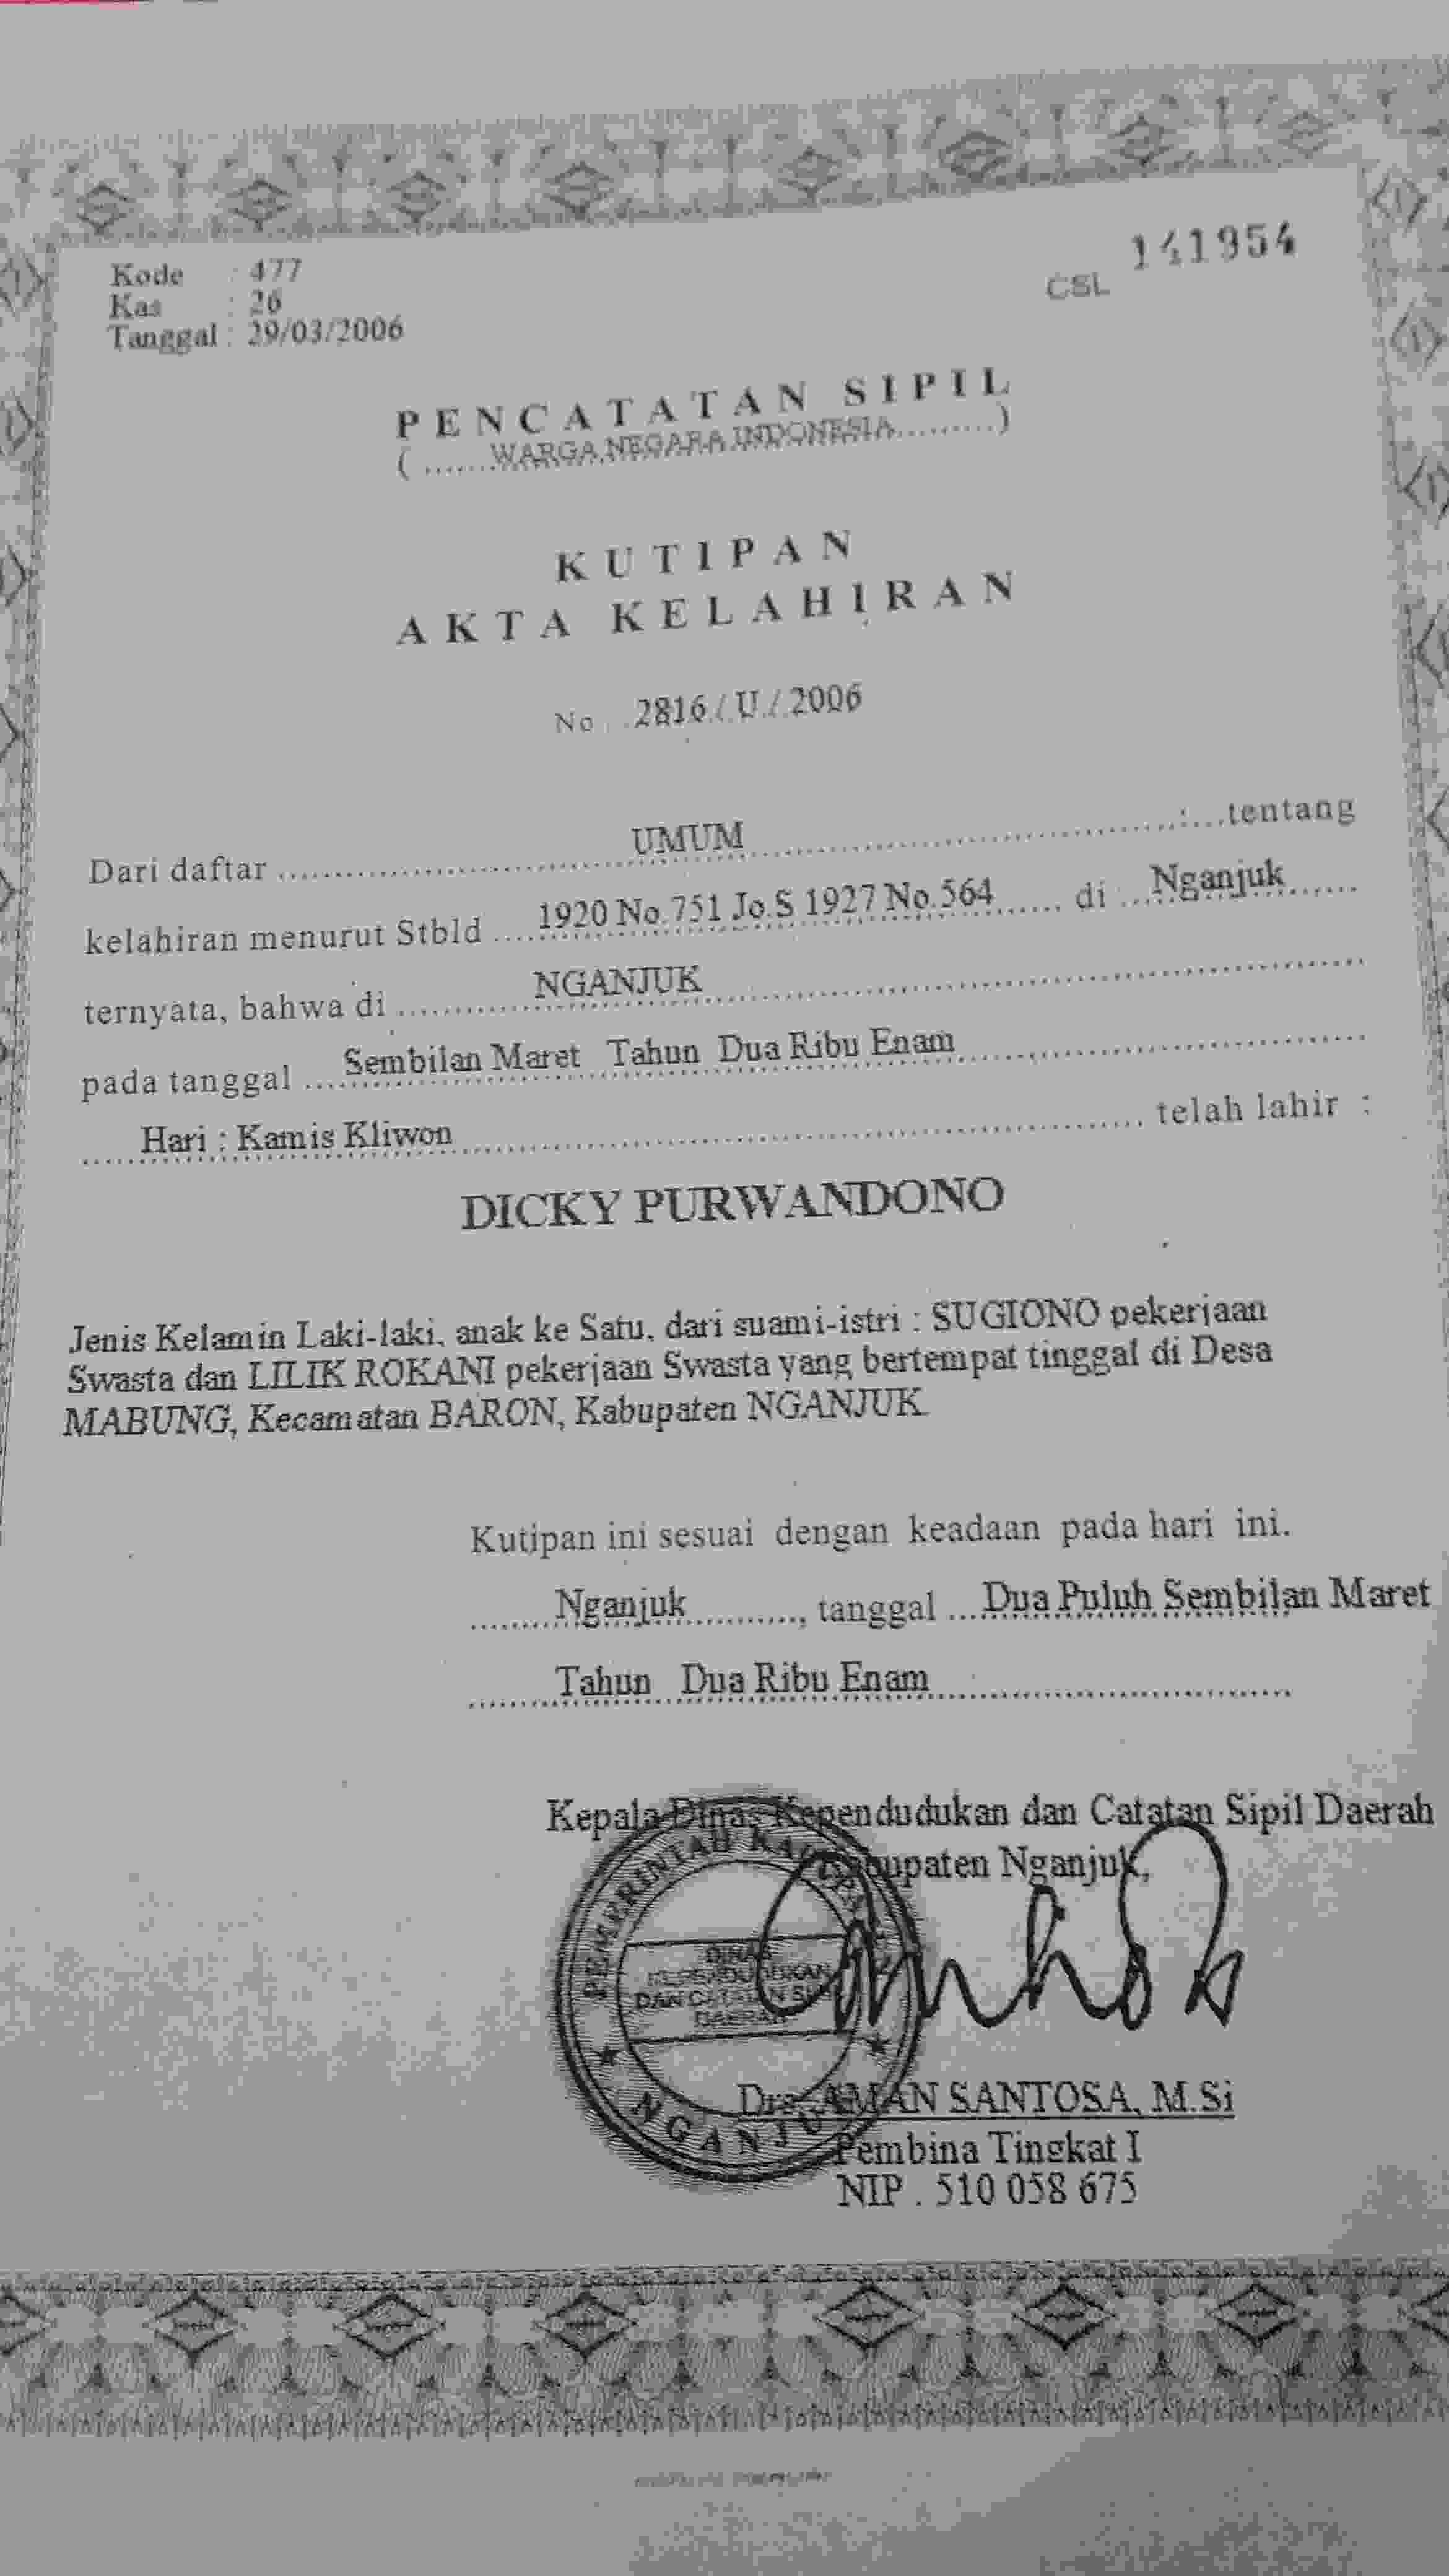 Kode : 477
Kas : 26
Tanggal : 29/03/2006
CSL 141954
PENCATATAN SIPIL
(.......WARGA NEGARA INDONESIA..........)
KUTIPAN
AKTA KELAHIRAN
No. 2816 / U / 2006
Dari daftar UMUM tentang
kelahiran menurut Stbld 1920 No.751 Jo.S 1927 No.564 di Nganjuk
ternyata, bahwa di NGANJUK
pada tanggal Sembilan Maret Tahun Dua Ribu Enam
Hari : Kamis Kliwon telah lahir :
DICKY PURWANDONO
Jenis Kelamin Laki-laki, anak ke Satu, dari suami-istri : SUGIONO pekerjaan
Swasta dan LILIK ROKANI pekerjaan Swasta yang bertempat tinggal di Desa
MABUNG, Kecamatan BARON, Kabupaten NGANJUK
Kutipan ini sesuai dengan keadaan pada hari ini.
Nganjuk, tanggal Dua Puluh Sembilan Maret
Tahun Dua Ribu Enam
Kepala Dinas Kependudukan dan Catatan Sipil Daerah
Kabupaten Nganjuk,
PEMERINTAH
DINAS
KEPENDUDUKAN
DAN CATATAN SIPIL
DAERAH
NGANJUK
Drs. AMAN SANTOSA, M.Si
Pembina Tingkat I
NIP . 510 058 675